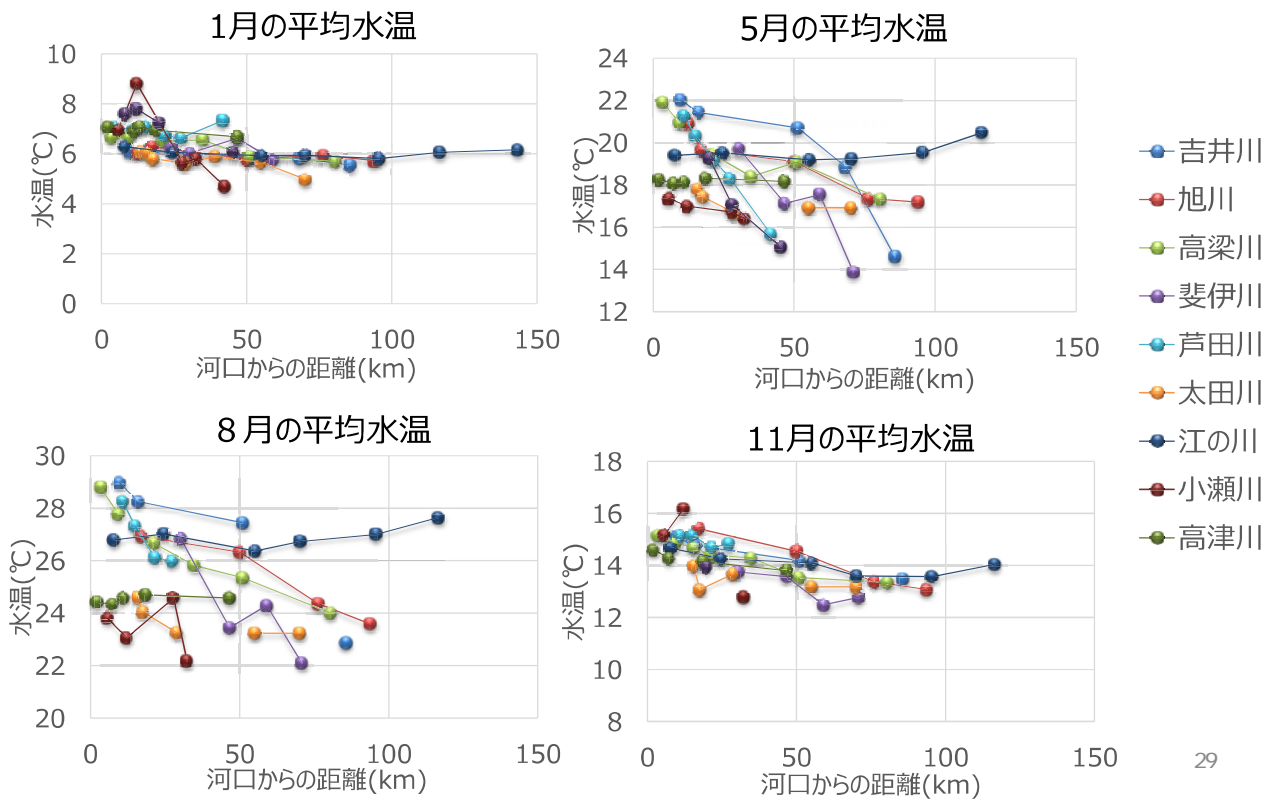 1月の平均水温
10
8
6
4
2
0
水温(℃)
0 50 100 150
河口からの距離(km)
5月の平均水温
24
22
20
18
16
14
12
水温(℃)
0 50 100 150
河口からの距離(km)
８月の平均水温
30
28
26
24
22
20
水温(℃)
0 50 100 150
河口からの距離(km)
11月の平均水温
18
16
14
12
10
8
水温(℃)
0 50 100 150
河口からの距離(km)
吉井川
旭川
高梁川
斐伊川
芦田川
太田川
江の川
小瀬川
高津川
29